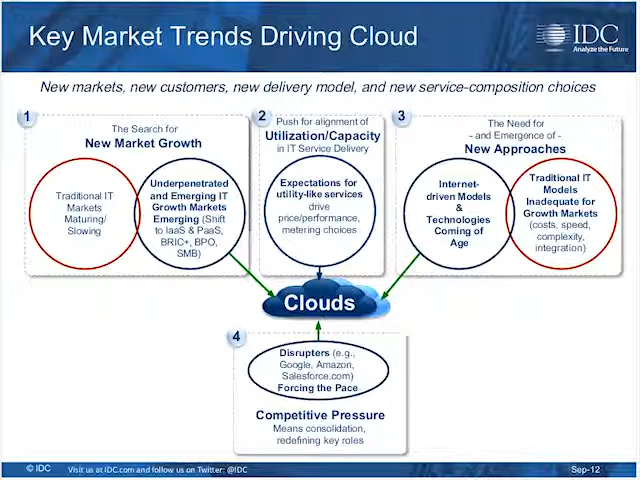 Key Market Trends Driving Cloud
IDC
Analyze the Future
New markets, new customers, new delivery model, and new service-composition choices
1
The Search for
New Market Growth
Traditional IT
Markets
Maturing/
Slowing
Underpenetrated
and Emerging IT
Growth Markets
Emerging (Shift
to IaaS & PaaS,
BRIC+, BPO,
SMB)
2
Push for alignment of
Utilization/Capacity
in IT Service Delivery
Expectations for
utility-like services
drive
price/performance,
metering choices
3
The Need for
- and Emergence of -
New Approaches
Internet-
driven Models
&
Technologies
Coming of
Age
Traditional IT
Models
Inadequate for
Growth Markets
(costs, speed,
complexity,
integration)
Clouds
4
Disrupters (e.g.,
Google, Amazon,
Salesforce.com)
Forcing the Pace
Competitive Pressure
Means consolidation,
redefining key roles
© IDC Visit us at IDC.com and follow us on Twitter: @IDC
Sep-12